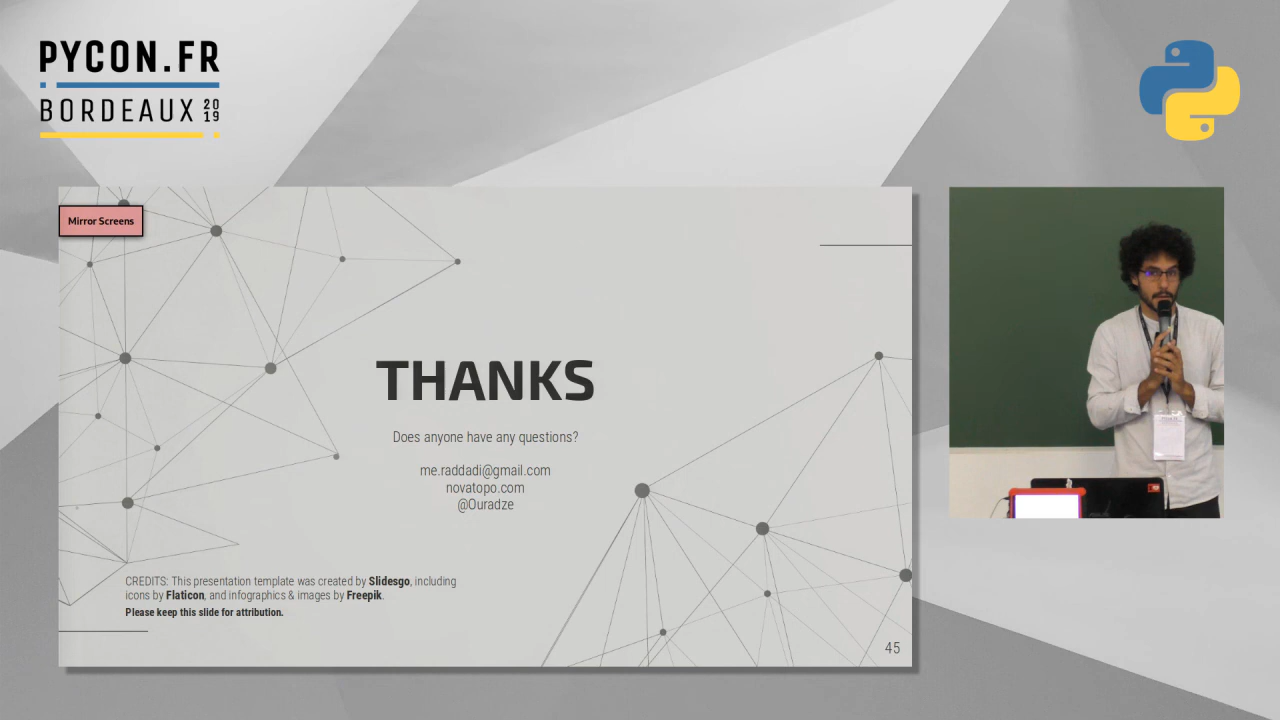 PYCON.FR
BORDEAUX 2019
Mirror Screens
THANKS
Does anyone have any questions?
me.raddadi@gmail.com
novatopo.com
@Ouradze
CREDITS: This presentation template was created by Slidesgo, including
icons by Flaticon, and infographics & images by Freepik.
Please keep this slide for attribution.
45